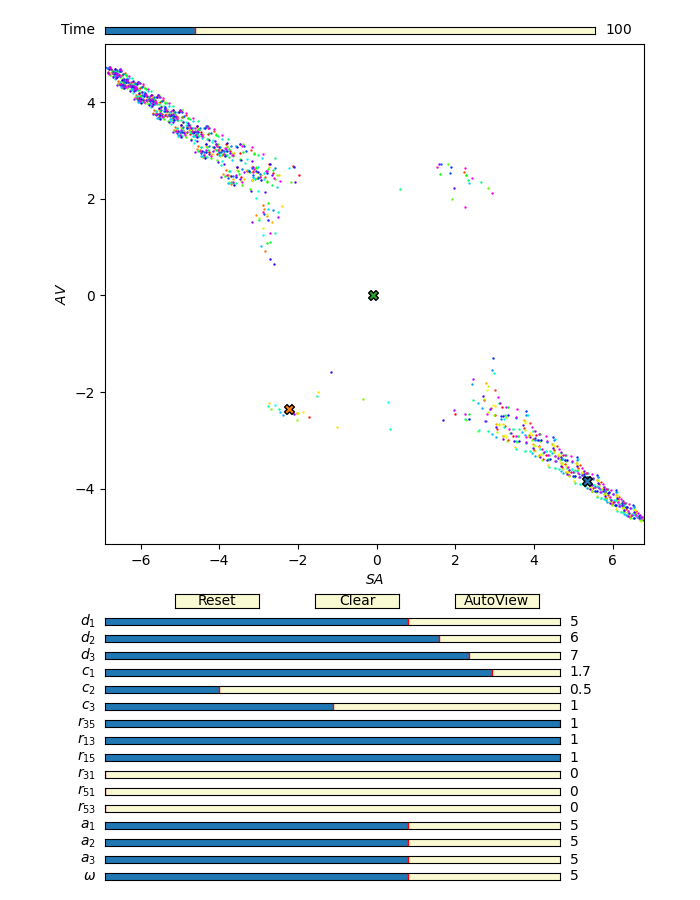 Time 100
4
2
0
−2
−4
AV
−6 −4 −2 0 2 4 6
SA
Reset Clear AutoView
d₁ 5
d₂ 6
d₃ 7
c₁ 1.7
c₂ 0.5
c₃ 1
r₃₅ 1
r₁₃ 1
r₁₅ 1
r₃₁ 0
r₅₁ 0
r₅₃ 0
a₁ 5
a₂ 5
a₃ 5
ω 5